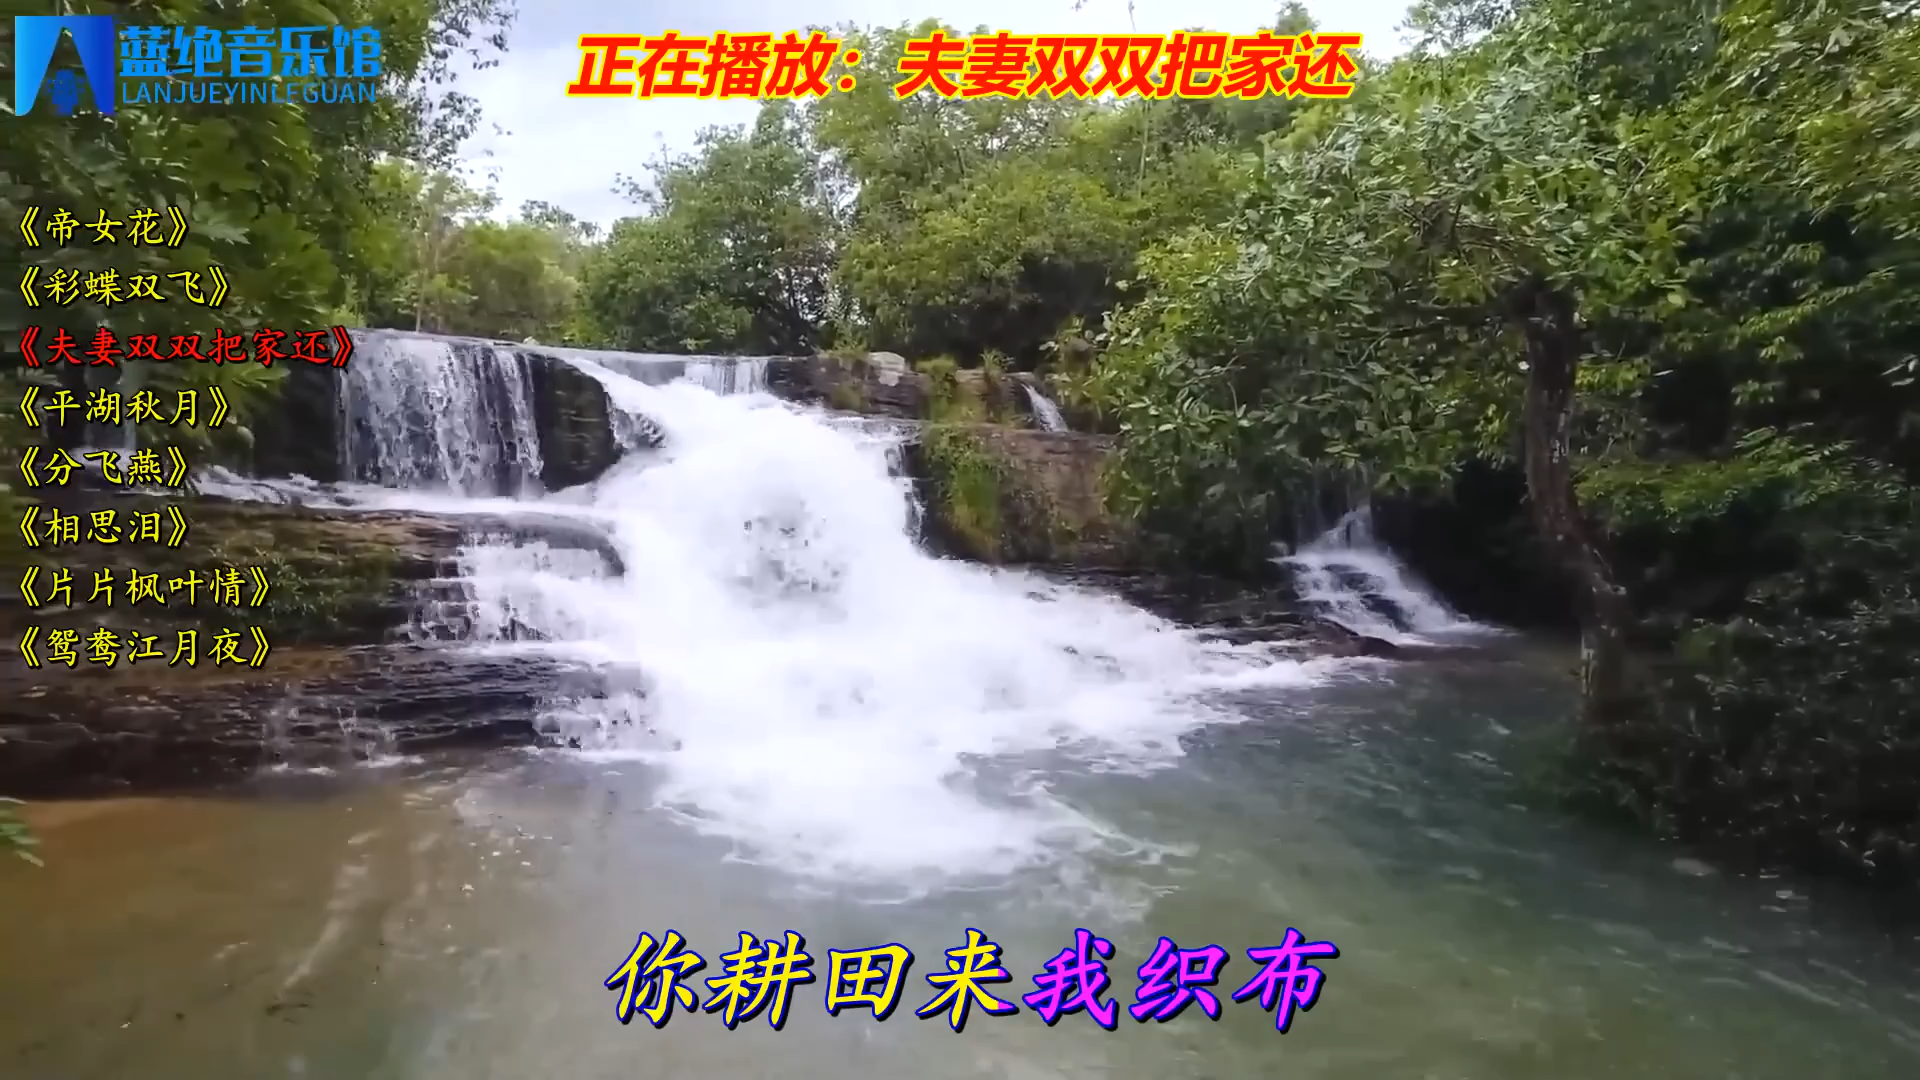 蓝绝音乐馆
LANJUEYINLEGUAN
正在播放：夫妻双双把家还
《帝女花》
《彩蝶双飞》
《夫妻双双把家还》
《平湖秋月》
《分飞燕》
《相思泪》
《片片枫叶情》
《鸳鸯江月夜》
你耕田来我织布